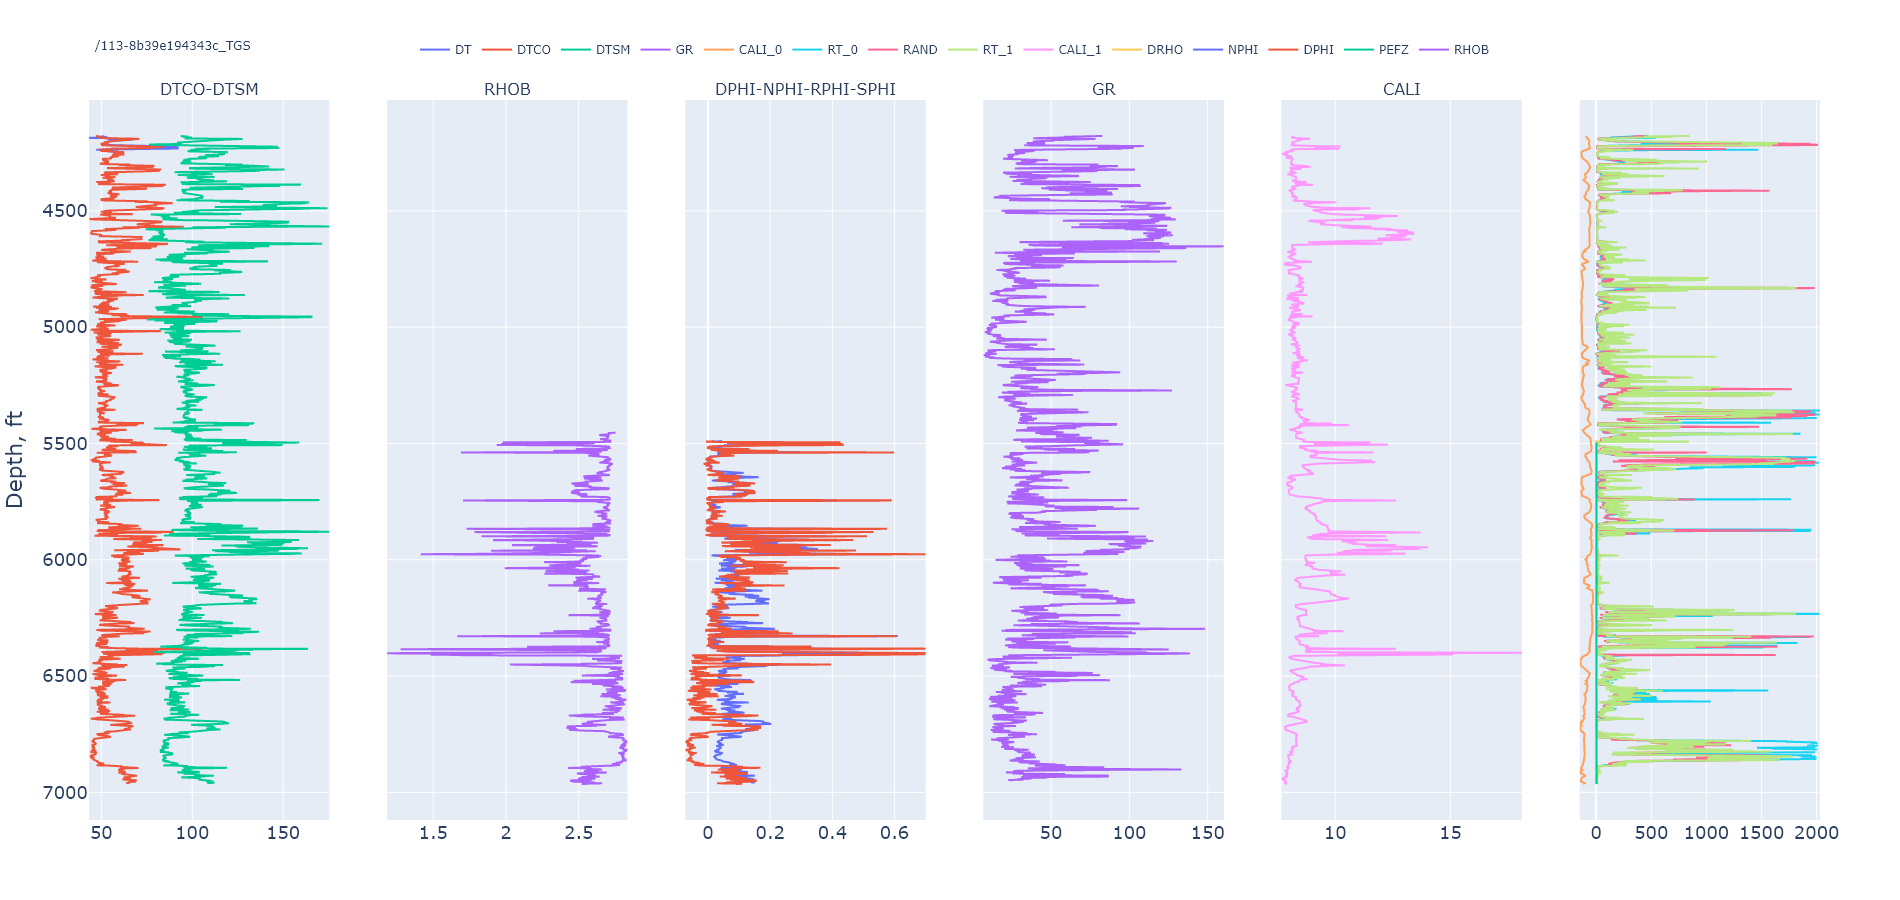 /113-8b39e194343c_TGS
DT DTCO DTSM GR CALI_0 RT_0 RAND RT_1 CALI_1 DRHO NPHI DPHI PEFZ RHOB
DTCO-DTSM RHOB DPHI-NPHI-RPHI-SPHI GR CALI
Depth, ft
4500
5000
5500
6000
6500
7000
50 100 150 1.5 2 2.5 0 0.2 0.4 0.6 50 100 150 10 15 0 500 1000 1500 2000